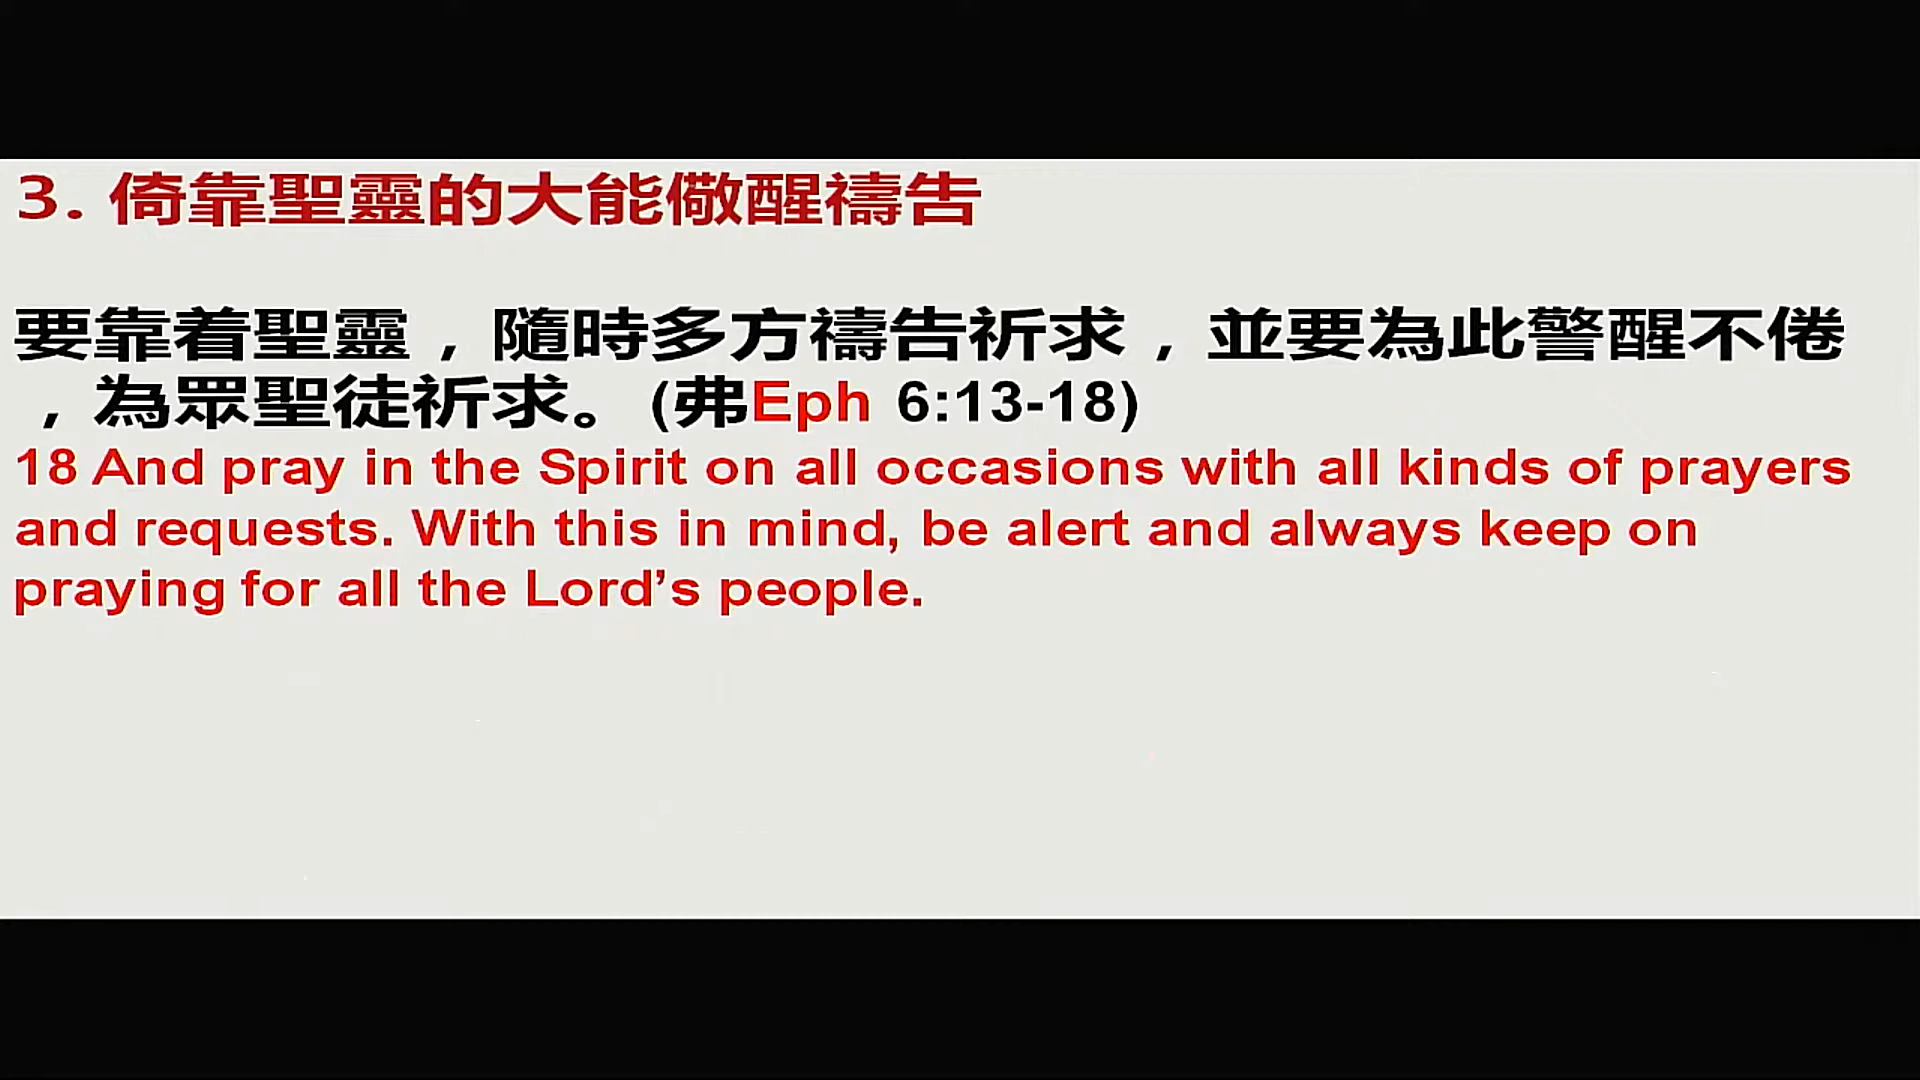 3. 倚靠聖靈的大能儆醒禱告
要靠着聖靈，隨時多方禱告祈求，並要為此警醒不倦
，為眾聖徒祈求。(弗Eph 6:13-18)
18 And pray in the Spirit on all occasions with all kinds of prayers
and requests. With this in mind, be alert and always keep on
praying for all the Lord’s people.